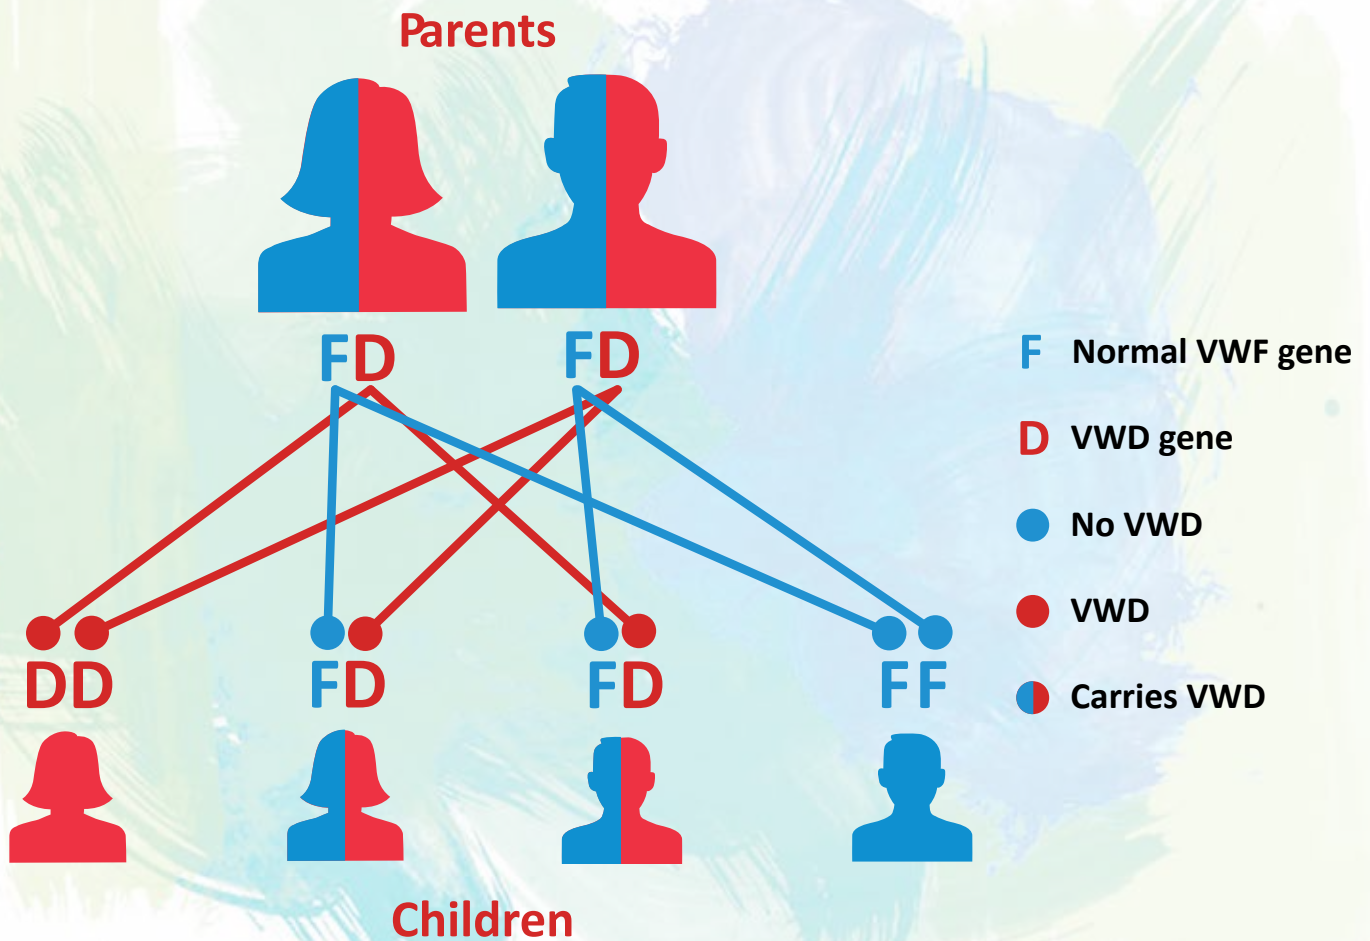 Parents
FD FD
F Normal VWF gene
D VWD gene
No VWD
VWD
Carries VWD
DD FD FD FF
Children